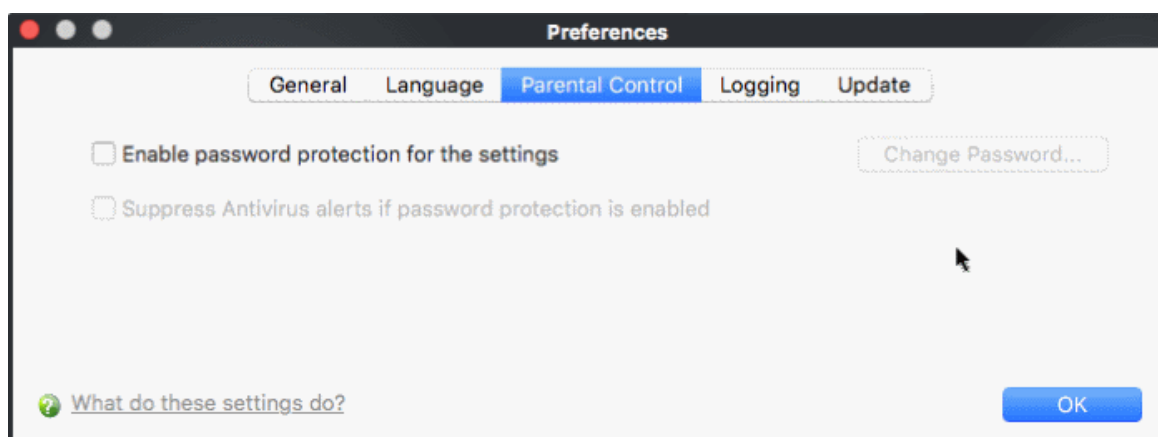 Preferences
General Language Parental Control Logging Update
Enable password protection for the settings Change Password...
Suppress Antivirus alerts if password protection is enabled
What do these settings do? OK